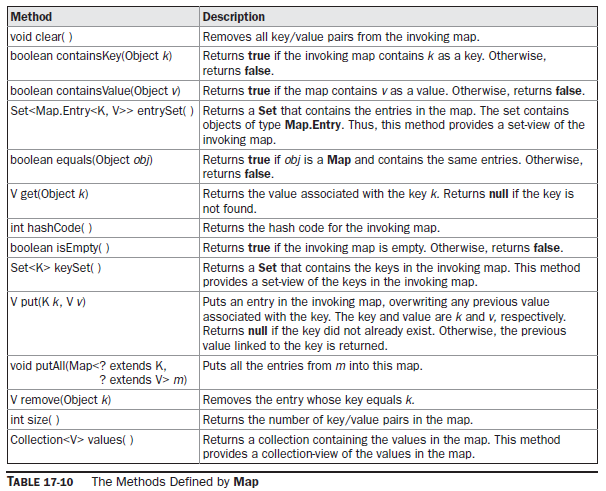 Method Description
void clear( ) Removes all key/value pairs from the invoking map.
boolean containsKey(Object k) Returns true if the invoking map contains k as a key. Otherwise,
returns false.
boolean containsValue(Object v) Returns true if the map contains v as a value. Otherwise, returns false.
Set<Map.Entry<K, V>> entrySet( ) Returns a Set that contains the entries in the map. The set contains
objects of type Map.Entry. Thus, this method provides a set-view of the
invoking map.
boolean equals(Object obj) Returns true if obj is a Map and contains the same entries. Otherwise,
returns false.
V get(Object k) Returns the value associated with the key k. Returns null if the key is
not found.
int hashCode( ) Returns the hash code for the invoking map.
boolean isEmpty( ) Returns true if the invoking map is empty. Otherwise, returns false.
Set<K> keySet( ) Returns a Set that contains the keys in the invoking map. This method
provides a set-view of the keys in the invoking map.
V put(K k, V v) Puts an entry in the invoking map, overwriting any previous value
associated with the key. The key and value are k and v, respectively.
Returns null if the key did not already exist. Otherwise, the previous
value linked to the key is returned.
void putAll(Map<? extends K, Puts all the entries from m into this map.
? extends V> m)
V remove(Object k) Removes the entry whose key equals k.
int size( ) Returns the number of key/value pairs in the map.
Collection<V> values( ) Returns a collection containing the values in the map. This method
provides a collection-view of the values in the map.
TABLE 17-10 The Methods Defined by Map